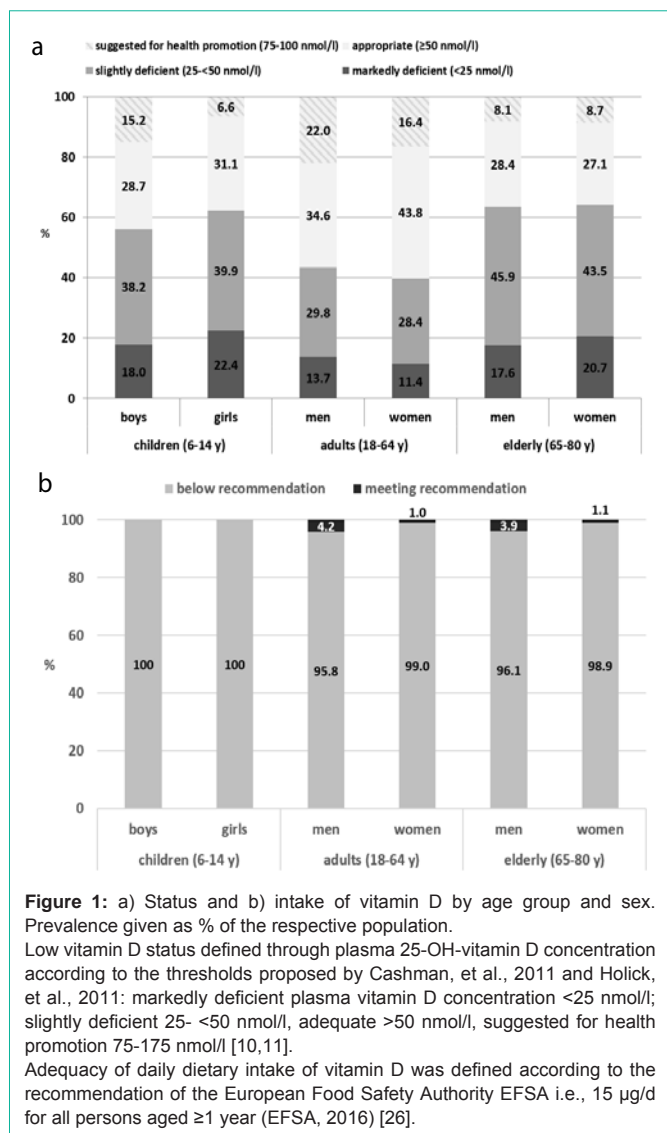 a
suggested for health promotion (75-100 nmol/l)
appropriate (≥50 nmol/l)
slightly deficient (25-<50 nmol/l)
markedly deficient (<25 nmol/l)
100
80
60
%
40
20
0
15.2 6.6 22.0 16.4 8.1 8.7
28.7 31.1 34.6 43.8 28.4 27.1
38.2 39.9 29.8 28.4 45.9 43.5
18.0 22.4 13.7 11.4 17.6 20.7
boys girls men women men women
children (6-14 y) adults (18-64 y) elderly (65-80 y)
b
below recommendation meeting recommendation
100
80
60
%
40
20
0
1.0 1.1
4.2 3.9
100 100 95.8 99.0 96.1 98.9
boys girls men women men women
children (6-14 y) adults (18-64 y) elderly (65-80 y)
Figure 1: a) Status and b) intake of vitamin D by age group and sex.
Prevalence given as % of the respective population.
Low vitamin D status defined through plasma 25-OH-vitamin D concentration
according to the thresholds proposed by Cashman, et al., 2011 and Holick,
et al., 2011: markedly deficient plasma vitamin D concentration <25 nmol/l;
slightly deficient 25- <50 nmol/l, adequate >50 nmol/l, suggested for health
promotion 75-175 nmol/l [10,11].
Adequacy of daily dietary intake of vitamin D was defined according to the
recommendation of the European Food Safety Authority EFSA i.e., 15 µg/d
for all persons aged ≥1 year (EFSA, 2016) [26].